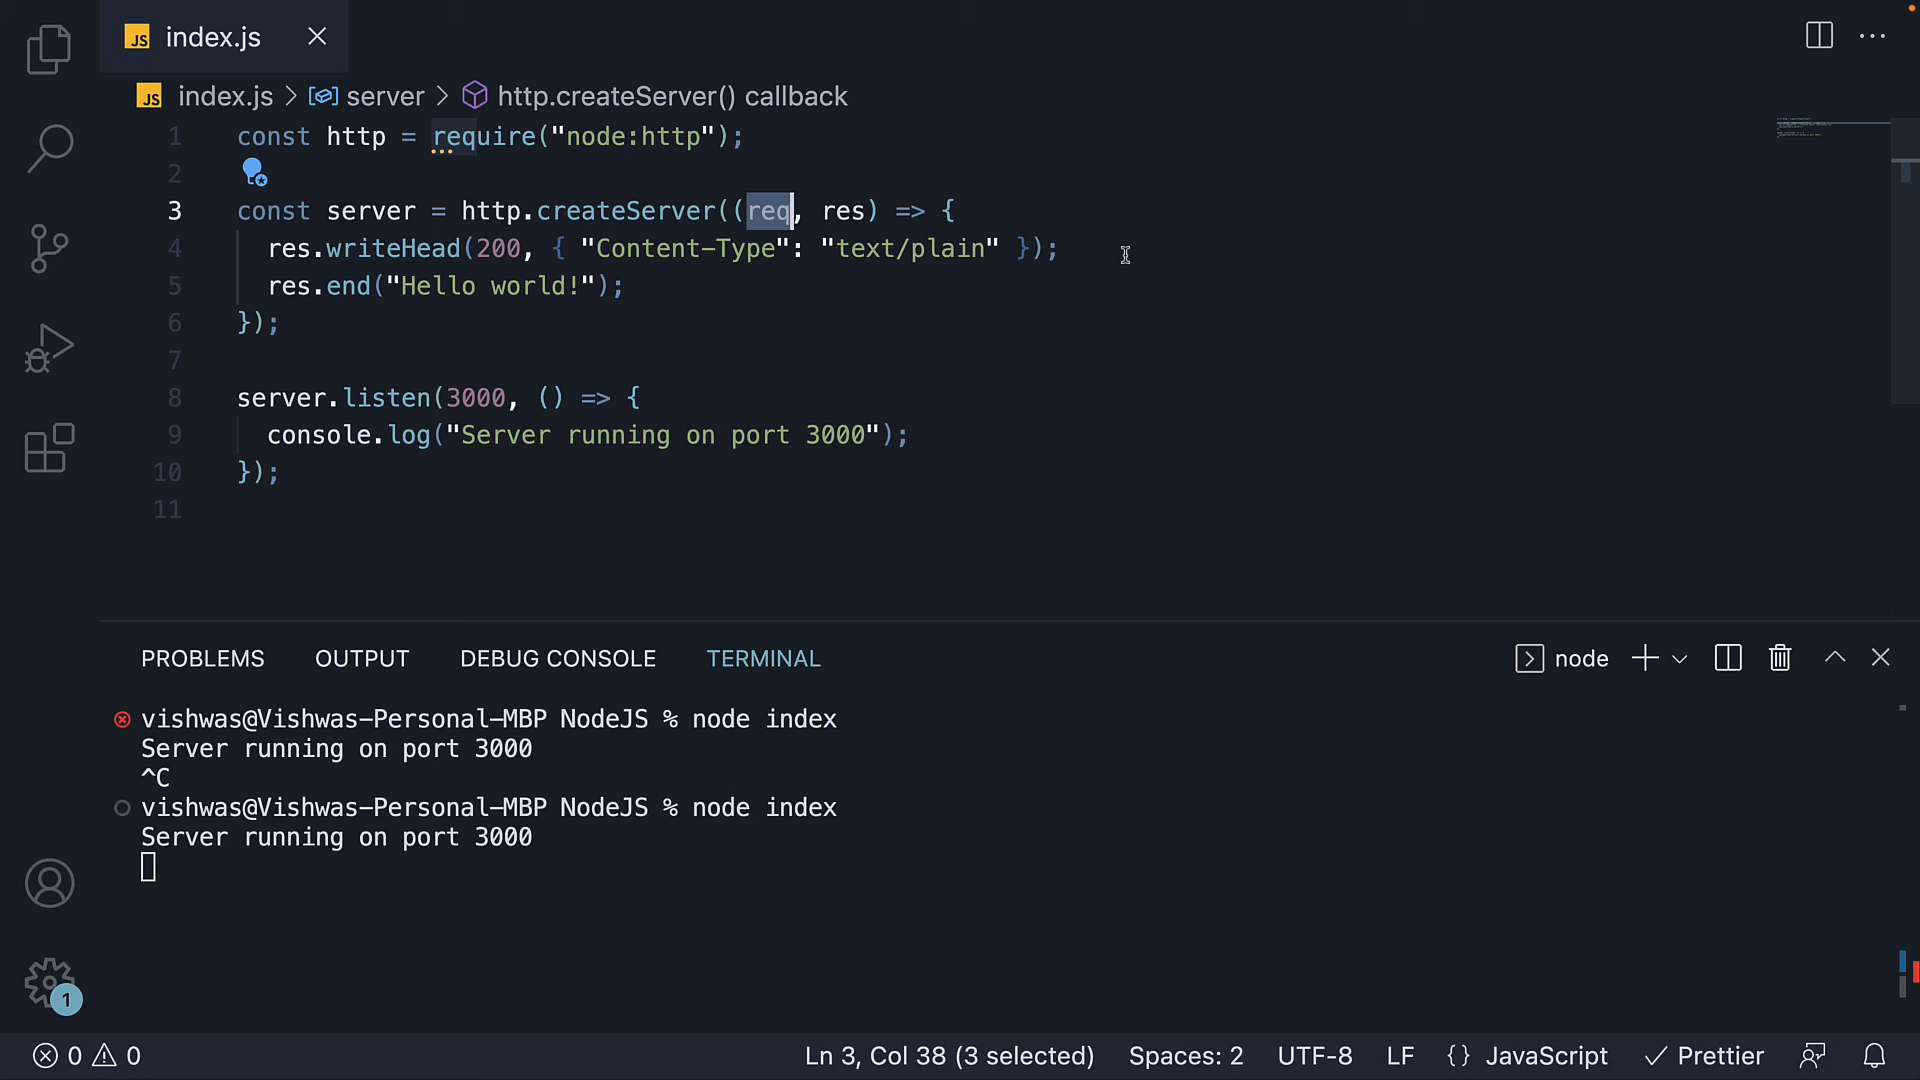 JS index.js
JS index.js > server > http.createServer() callback
1 const http = require("node:http");
2
3 const server = http.createServer((req, res) => {
4 res.writeHead(200, { "Content-Type": "text/plain" });
5 res.end("Hello world!");
6 });
7
8 server.listen(3000, () => {
9 console.log("Server running on port 3000");
10 });
11
PROBLEMS OUTPUT DEBUG CONSOLE TERMINAL node
vishwas@Vishwas-Personal-MBP NodeJS % node index
Server running on port 3000
^C
vishwas@Vishwas-Personal-MBP NodeJS % node index
Server running on port 3000
1
0 0 Ln 3, Col 38 (3 selected) Spaces: 2 UTF-8 LF {} JavaScript Prettier